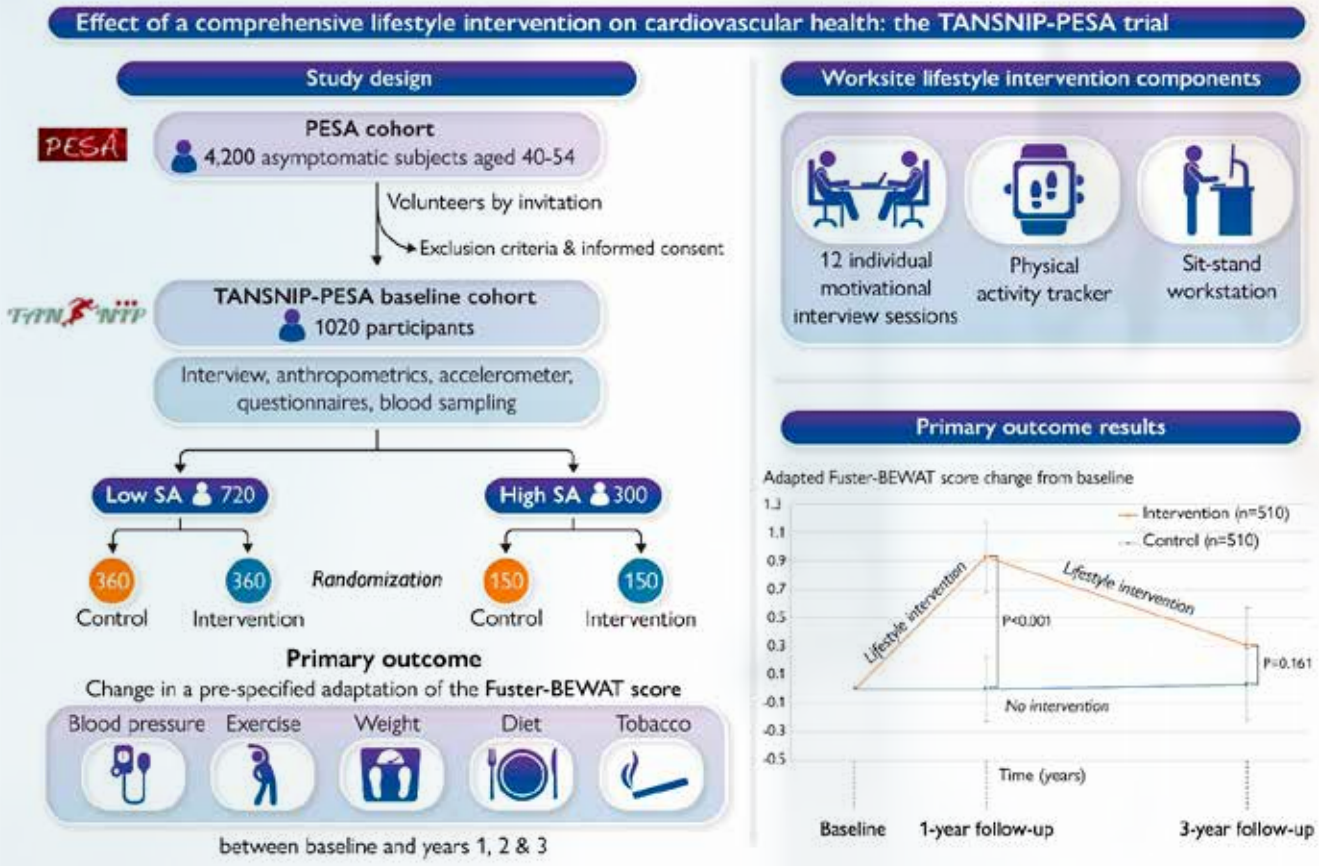 Effect of a comprehensive lifestyle intervention on cardiovascular health: the TANSNIP-PESA trial
Study design
PESA
PESA cohort
4,200 asymptomatic subjects aged 40-54
Volunteers by invitation
Exclusion criteria & informed consent
TANSNIP
TANSNIP-PESA baseline cohort
1020 participants
Interview, anthropometrics, accelerometer,
questionnaires, blood sampling
Low SA 720
High SA 300
360
360
Randomization
150
150
Control
Intervention
Control
Intervention
Primary outcome
Change in a pre-specified adaptation of the Fuster-BEWAT score
Blood pressure
Exercise
Weight
Diet
Tobacco
between baseline and years 1, 2 & 3
Worksite lifestyle intervention components
12 individual
motivational
interview sessions
Physical
activity tracker
Sit-stand
workstation
Primary outcome results
Adapted Fuster-BEWAT score change from baseline
1.3
1.1
0.9
0.7
0.5
0.3
0.1
-0.1
-0.3
-0.5
Intervention (n=510)
Control (n=510)
Lifestyle intervention
Lifestyle intervention
P<0.001
P=0.161
No intervention
Time (years)
Baseline
1-year follow-up
3-year follow-up